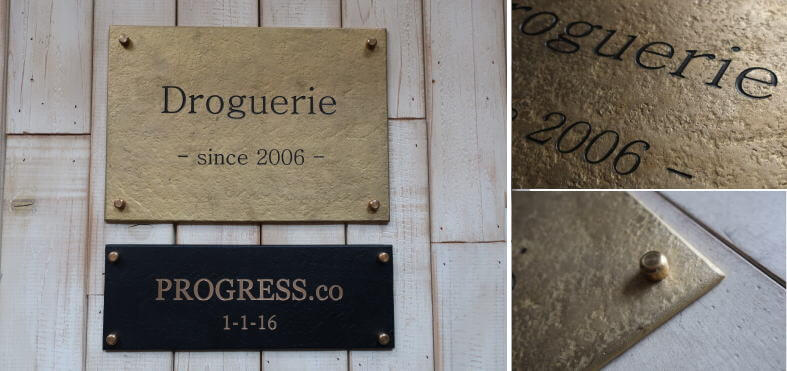 Droguerie
- since 2006 -
PROGRESS.co
1-1-16
roguerie
2006 -